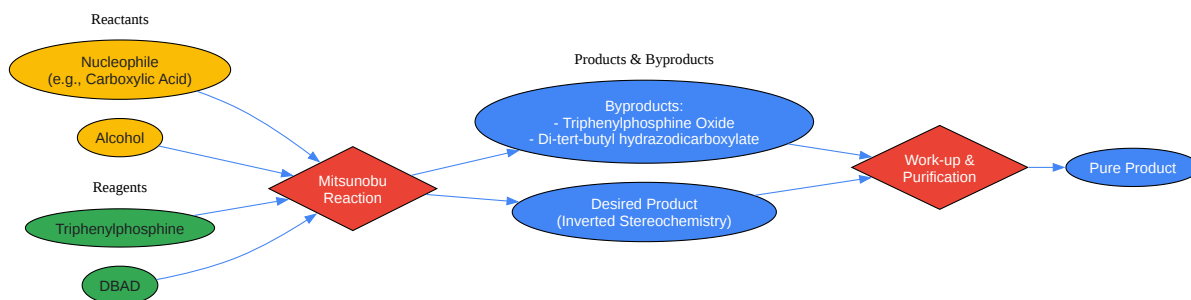 Reactants
Nucleophile
(e.g., Carboxylic Acid)
Alcohol
Reagents
Triphenylphosphine
DBAD
Mitsunobu
Reaction
Products & Byproducts
Byproducts:
- Triphenylphosphine Oxide
- Di-tert-butyl hydrazodicarboxylate
Desired Product
(Inverted Stereochemistry)
Work-up &
Purification
Pure Product